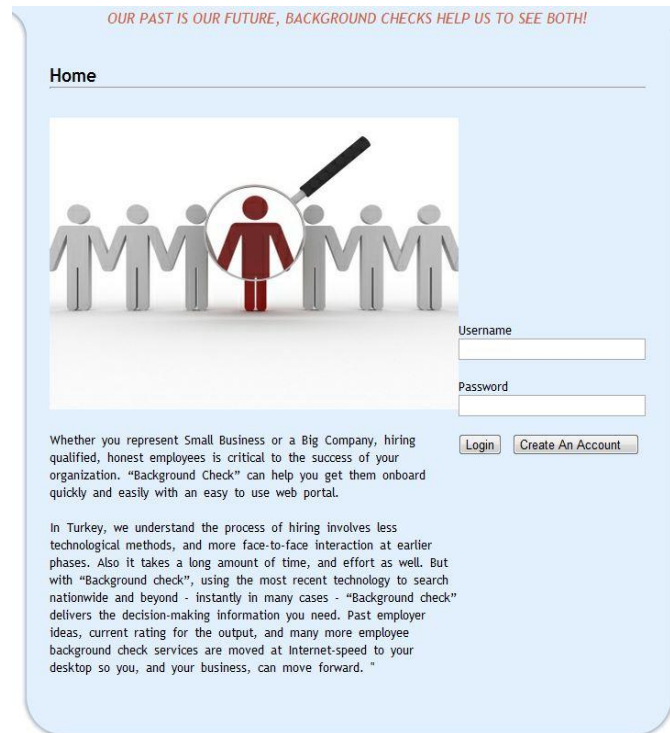 OUR PAST IS OUR FUTURE, BACKGROUND CHECKS HELP US TO SEE BOTH!
Home
Username
Password
Login
Create An Account
Whether you represent Small Business or a Big Company, hiring
qualified, honest employees is critical to the success of your
organization. “Background Check” can help you get them onboard
quickly and easily with an easy to use web portal.
In Turkey, we understand the process of hiring involves less
technological methods, and more face-to-face interaction at earlier
phases. Also it takes a long amount of time, and effort as well. But
with “Background check”, using the most recent technology to search
nationwide and beyond - instantly in many cases - “Background check”
delivers the decision-making information you need. Past employer
ideas, current rating for the output, and many more employee
background check services are moved at Internet-speed to your
desktop so you, and your business, can move forward. "